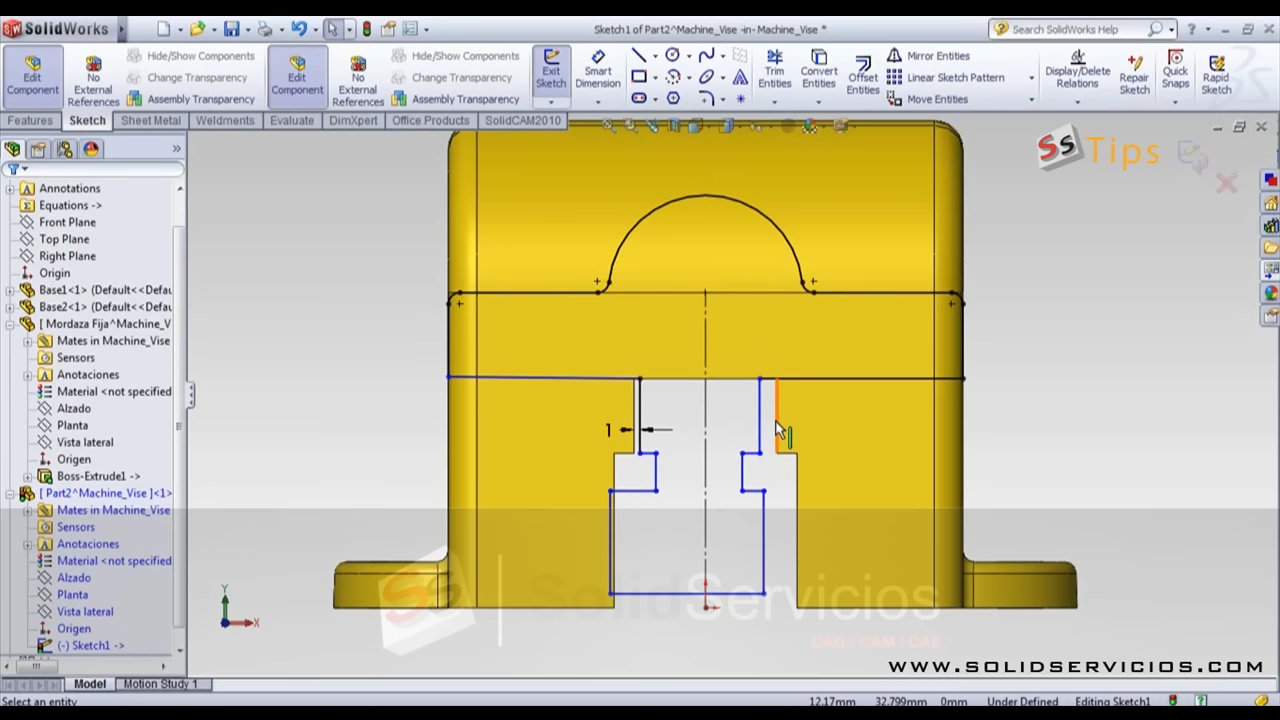 SolidWorks
Sketch1 of Part2^Machine_Vise -in- Machine_Vise *
Search SolidWorks Help
Edit Component
No External References
Hide/Show Components
Change Transparency
Assembly Transparency
Edit Component
No External References
Hide/Show Components
Change Transparency
Assembly Transparency
Exit Sketch
Smart Dimension
Trim Entities
Convert Entities
Offset Entities
Mirror Entities
Linear Sketch Pattern
Move Entities
Display/Delete Relations
Repair Sketch
Quick Snaps
Rapid Sketch
Features
Sketch
Sheet Metal
Weldments
Evaluate
DimXpert
Office Products
SolidCAM2010
SS Tips
Annotations
Equations ->
Front Plane
Top Plane
Right Plane
Origin
Base1<1> (Default<<Defau
Base2<1> (Default<<Defau
[ Mordaza Fija^Machine_V
Mates in Machine_Vise
Sensors
Anotaciones
Material <not specified
Alzado
Planta
Vista lateral
Origen
Boss-Extrude1 ->
[ Part2^Machine_Vise ]<1>
Mates in Machine_Vise
Sensors
Anotaciones
Material <not specified
Alzado
Planta
Vista lateral
Origen
(-) Sketch1 ->
1
Y
X
SS
SolidServicios
CAD / CAM / CAE
WWW.SOLIDSERVICIOS.COM
Model
Motion Study 1
Select an entity
12.17mm
32.799mm
0mm
Under Defined
Editing Sketch1